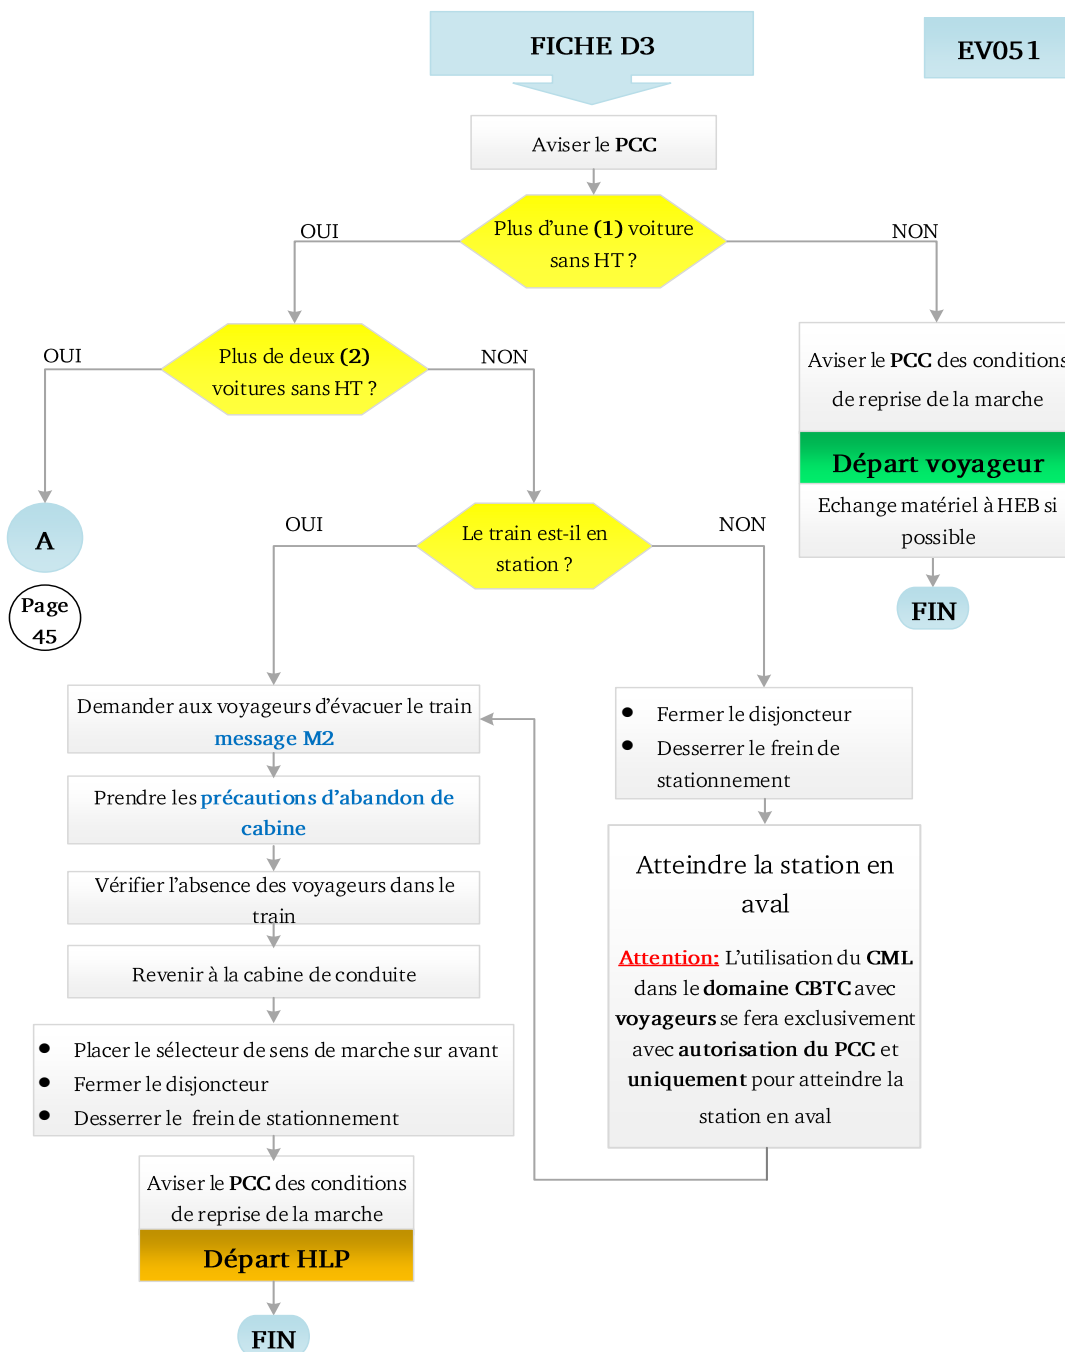 FICHE D3
EV051
Aviser le PCC
Plus d'une (1) voiture
sans HT ?
OUI
NON
Plus de deux (2)
voitures sans HT ?
OUI
NON
Aviser le PCC des conditions
de reprise de la marche
Départ voyageur
Echange matériel à HEB si
possible
FIN
A
Page
45
Le train est-il en
station ?
OUI
NON
Demander aux voyageurs d'évacuer le train
message M2
Prendre les précautions d'abandon de
cabine
Vérifier l'absence des voyageurs dans le
train
Revenir à la cabine de conduite
• Placer le sélecteur de sens de marche sur avant
• Fermer le disjoncteur
• Desserrer le frein de stationnement
Aviser le PCC des conditions
de reprise de la marche
Départ HLP
FIN
• Fermer le disjoncteur
• Desserrer le frein de
stationnement
Atteindre la station en
aval
Attention: L'utilisation du CML
dans le domaine CBTC avec
voyageurs se fera exclusivement
avec autorisation du PCC et
uniquement pour atteindre la
station en aval